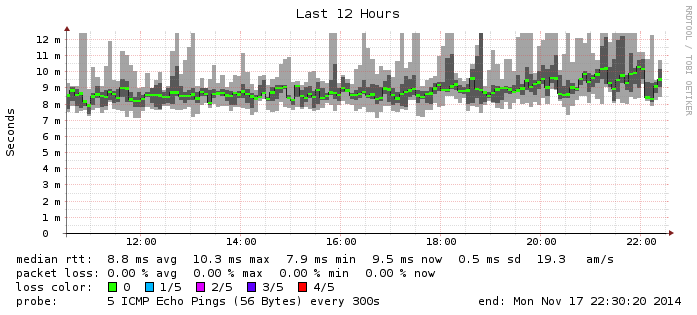 Last 12 Hours
RRDTOOL / TOBI OETIKER
Seconds
12 m
11 m
10 m
9 m
8 m
7 m
6 m
5 m
4 m
3 m
2 m
1 m
0
12:00 14:00 16:00 18:00 20:00 22:00
median rtt: 8.8 ms avg 10.3 ms max 7.9 ms min 9.5 ms now 0.5 ms sd 19.3 am/s
packet loss: 0.00 % avg 0.00 % max 0.00 % min 0.00 % now
loss color: 0 1/5 2/5 3/5 4/5
probe: 5 ICMP Echo Pings (56 Bytes) every 300s end: Mon Nov 17 22:30:20 2014